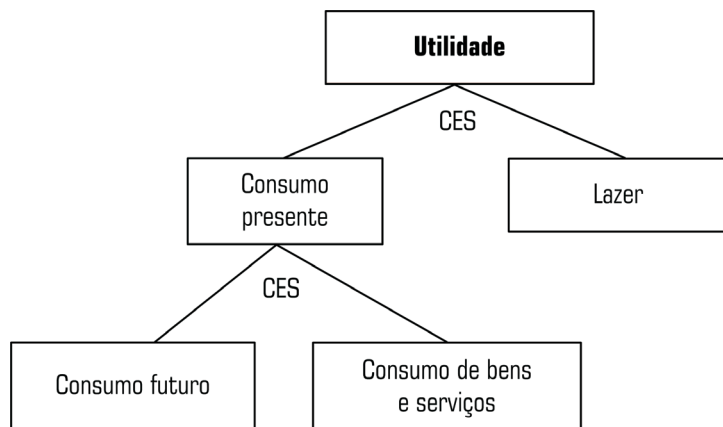 Utilidade
CES
Consumo
presente
Lazer
CES
Consumo futuro
Consumo de bens
e serviços